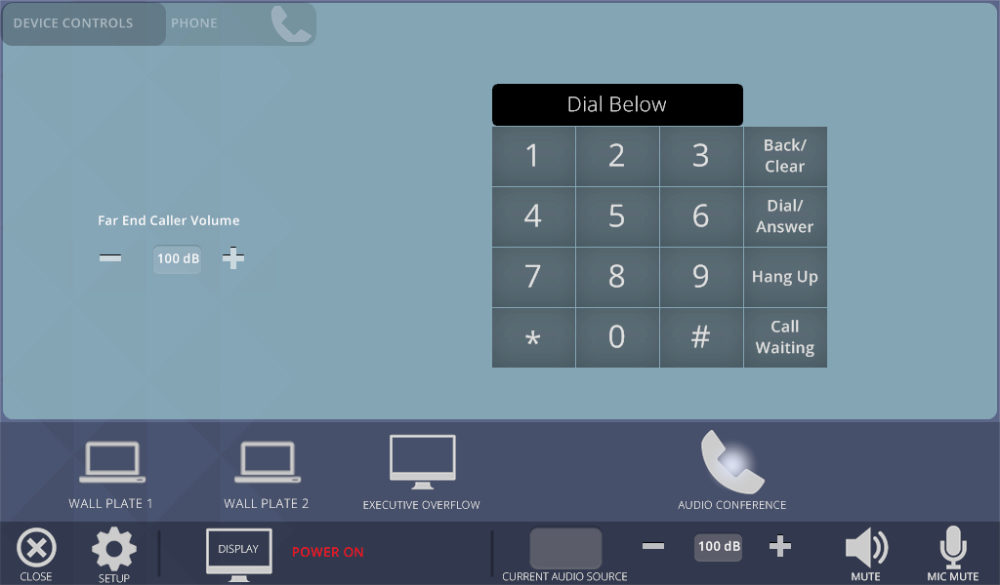 DEVICE CONTROLS
PHONE
Dial Below
1 2 3 Back/
Clear
4 5 6 Dial/
Answer
7 8 9 Hang Up
* 0 # Call
Waiting
Far End Caller Volume
100 dB
WALL PLATE 1
WALL PLATE 2
EXECUTIVE OVERFLOW
AUDIO CONFERENCE
CLOSE
SETUP
DISPLAY
POWER ON
CURRENT AUDIO SOURCE
100 dB
MUTE
MIC MUTE